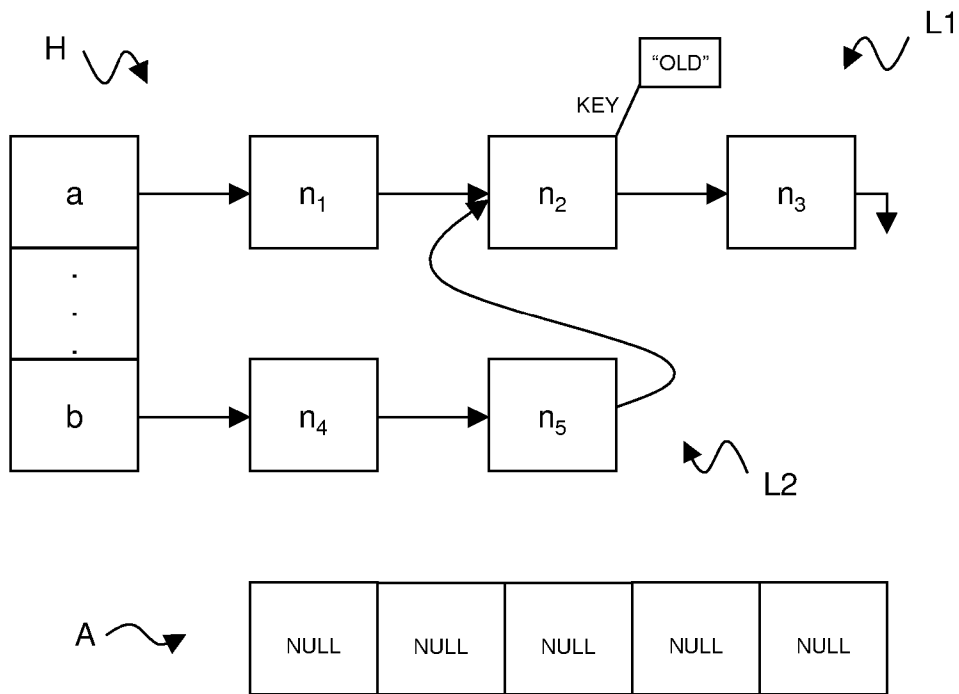 H
L1
"OLD"
KEY
a
n1
n2
n3
.
.
.
b
n4
n5
L2
A
NULL NULL NULL NULL NULL